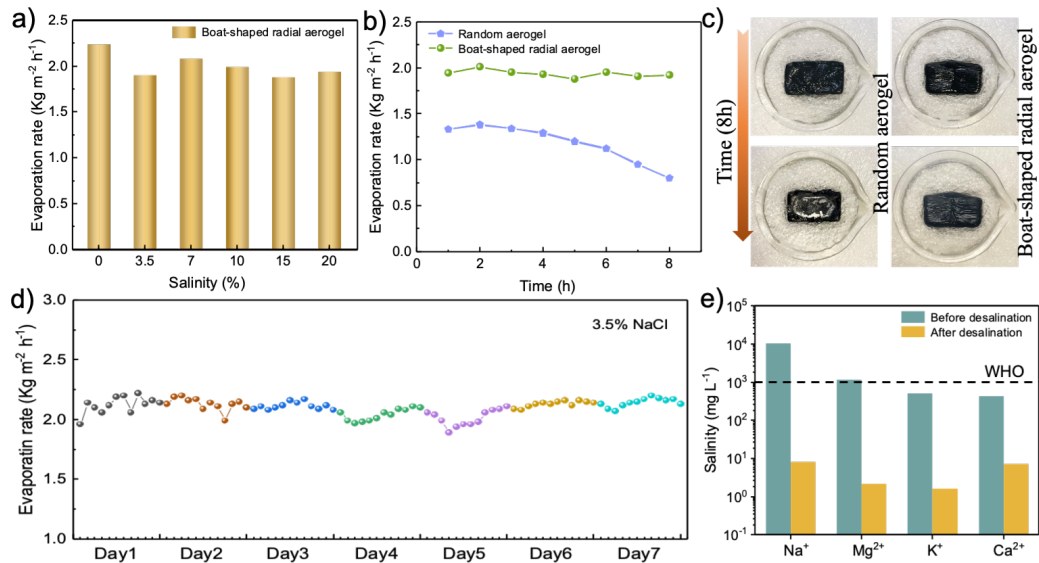 a)
Boat-shaped radial aerogel
Evaporation rate (Kg m⁻² h⁻¹)
2.5
2.0
1.5
1.0
0.5
0.0
0 3.5 7 10 15 20
Salinity (%)
b)
Random aerogel
Boat-shaped radial aerogel
Evaporation rate (Kg m⁻² h⁻¹)
2.5
2.0
1.5
1.0
0.5
0.0
0 2 4 6 8
Time (h)
c)
Time (8h)
Random aerogel
Boat-shaped radial aerogel
d)
3.5% NaCl
Evaporatin rate (Kg m⁻² h⁻¹)
3.0
2.5
2.0
1.5
1.0
Day1 Day2 Day3 Day4 Day5 Day6 Day7
e)
Before desalination
After desalination
WHO
Salinity (mg L⁻¹)
10⁵
10⁴
10³
10²
10¹
10⁰
10⁻¹
Na⁺ Mg²⁺ K⁺ Ca²⁺